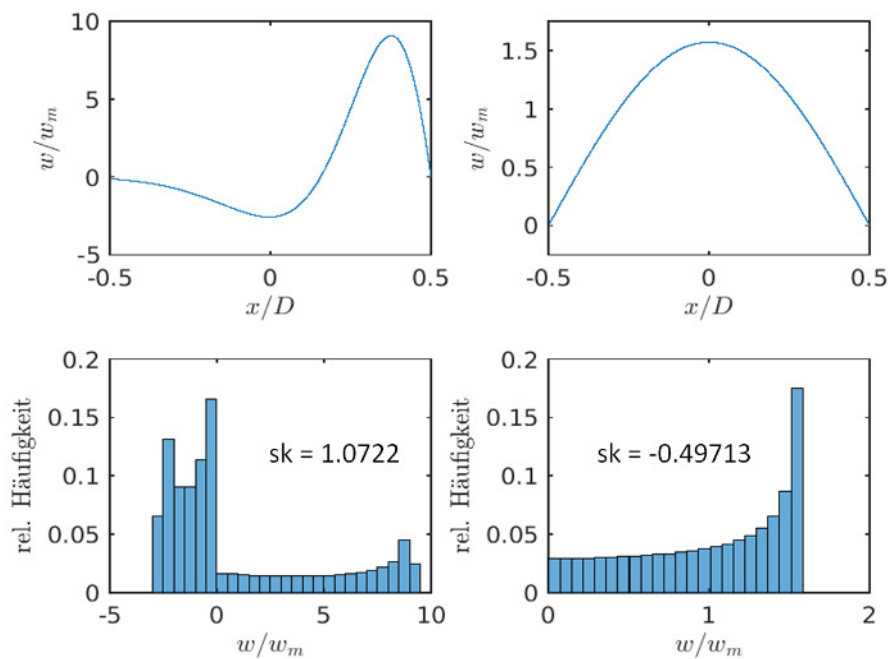 10
5
0
-5
w/w_m
-0.5 0 0.5
x/D
1.5
1
0.5
0
w/w_m
-0.5 0 0.5
x/D
0.2
0.15
0.1
0.05
0
rel. Häufigkeit
sk = 1.0722
-5 0 5 10
w/w_m
0.2
0.15
0.1
0.05
0
rel. Häufigkeit
sk = -0.49713
0 1 2
w/w_m